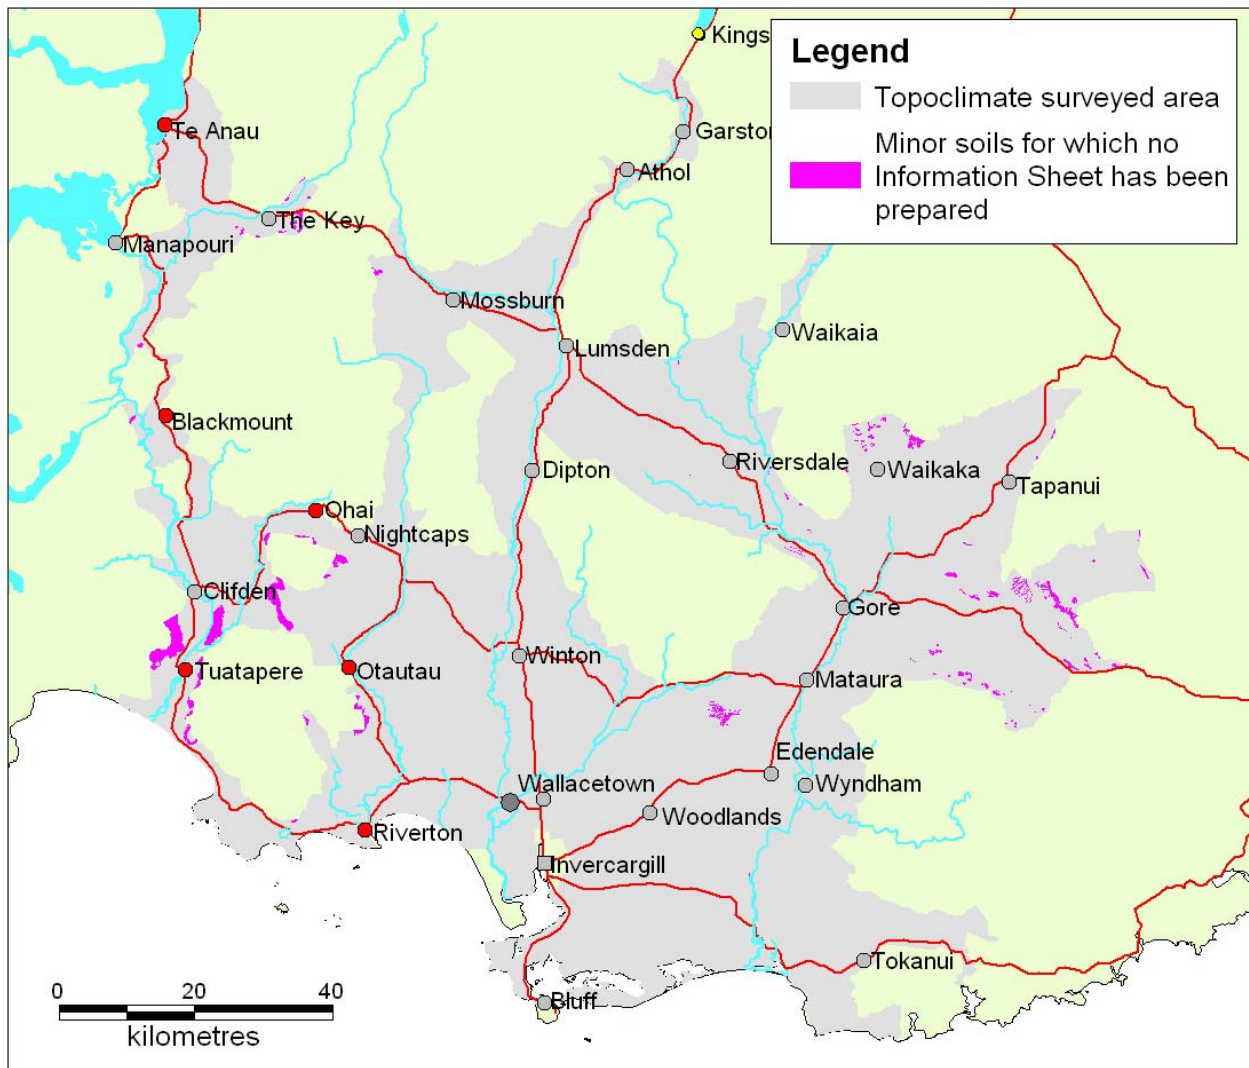 Kings
Legend
Topoclimate surveyed area
Minor soils for which no
Information Sheet has been
prepared
Te Anau
Garston
Athol
The Key
Manapouri
Mossburn
Waikaia
Lumsden
Blackmount
Riversdale
Waikaka
Dipton
Tapanui
Ohai
Nightcaps
Clifden
Gore
Winton
Tuatapere
Otautau
Mataura
Edendale
Wallacetown
Wyndham
Woodlands
Riverton
Invercargill
Tokanui
0 20 40
Bluff
kilometres